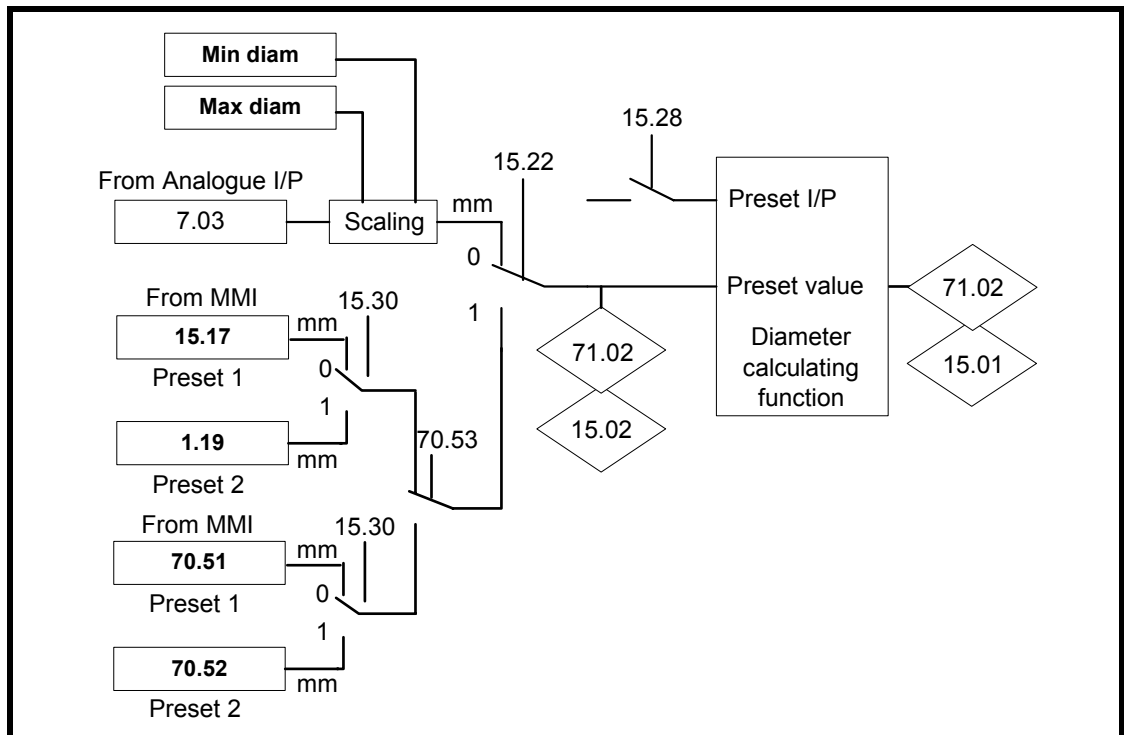 Min diam
Max diam
From Analogue I/P
7.03
Scaling
mm
15.22
0
1
15.28
Preset I/P
Preset value
Diameter
calculating
function
71.02
15.02
71.02
15.01
From MMI
15.17
mm
Preset 1
15.30
0
1
1.19
mm
Preset 2
70.53
From MMI
70.51
mm
Preset 1
15.30
0
1
70.52
mm
Preset 2